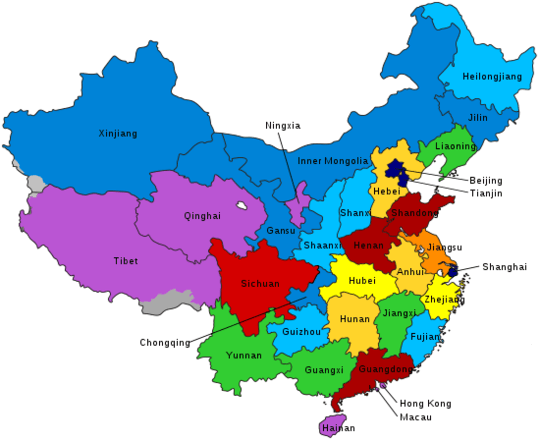 Heilongjiang
Jilin
Xinjiang
Ningxia
Liaoning
Inner Mongolia
Beijing
Hebei
Tianjin
Qinghai
Shanxi
Shandong
Gansu
Shaanxi
Henan
Jiangsu
Tibet
Shanghai
Anhui
Sichuan
Hubei
Zhejiang
Jiangxi
Hunan
Guizhou
Fujian
Chongqing
Yunnan
Guangxi
Guangdong
Hong Kong
Macau
Hainan